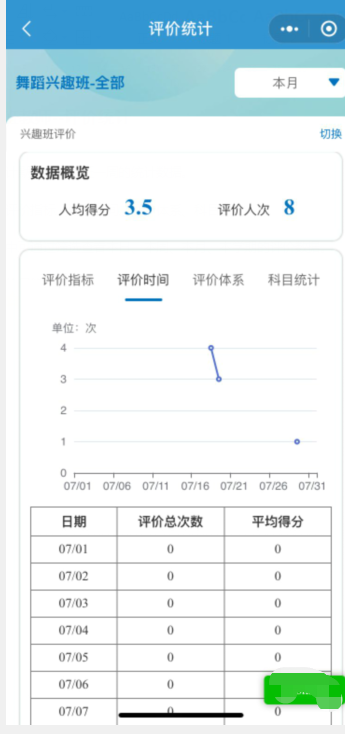 评价统计
舞蹈兴趣班-全部
本月
兴趣班评价 切换
数据概览
人均得分 3.5 评价人次 8
评价指标 评价时间 评价体系 科目统计
单位：次
4
3
2
1
0
07/01 07/06 07/11 07/16 07/21 07/26 07/31
日期 评价总次数 平均得分
07/01 0 0
07/02 0 0
07/03 0 0
07/04 0 0
07/05 0 0
07/06 0
07/07 0 0